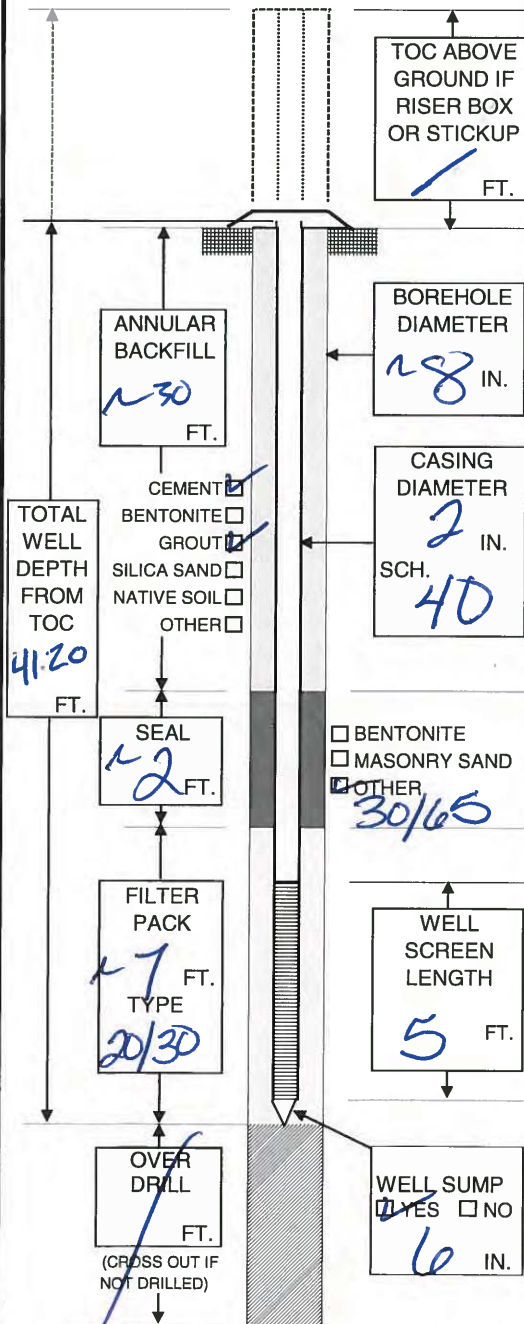 TOC ABOVE
GROUND IF
RISER BOX
OR STICKUP
/ FT.
ANNULAR
BACKFILL
~30
FT.
BOREHOLE
DIAMETER
~8 IN.
CEMENT ☑
BENTONITE ☐
GROUT ☑
SILICA SAND ☐
NATIVE SOIL ☐
OTHER ☐
CASING
DIAMETER
2 IN.
SCH.
40
TOTAL
WELL
DEPTH
FROM
TOC
41.20
FT.
SEAL
~2 FT.
☐ BENTONITE
☐ MASONRY SAND
☑ OTHER
30/65
FILTER
PACK
~7 FT.
TYPE
20/30
WELL
SCREEN
LENGTH
5 FT.
OVER
DRILL
FT.
(CROSS OUT IF
NOT DRILLED)
WELL SUMP
☑ YES ☐ NO
6 IN.